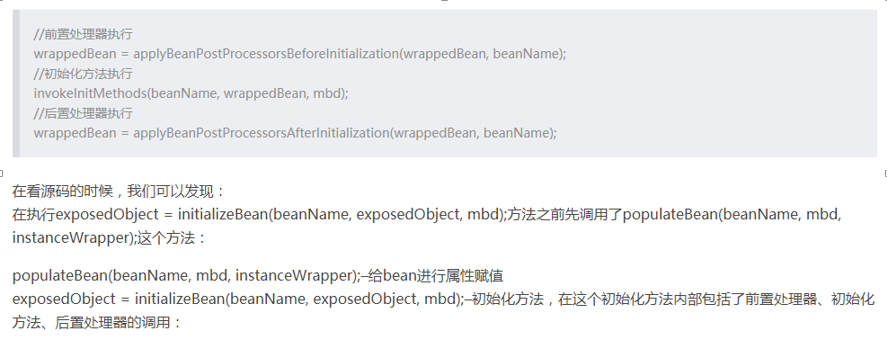 //前置处理器执行
wrappedBean = applyBeanPostProcessorsBeforeInitialization(wrappedBean, beanName);
//初始化方法执行
invokeInitMethods(beanName, wrappedBean, mbd);
//后置处理器执行
wrappedBean = applyBeanPostProcessorsAfterInitialization(wrappedBean, beanName);
在看源码的时候，我们可以发现：
在执行exposedObject = initializeBean(beanName, exposedObject, mbd);方法之前先调用了populateBean(beanName, mbd,
instanceWrapper);这个方法：
populateBean(beanName, mbd, instanceWrapper);–给bean进行属性赋值
exposedObject = initializeBean(beanName, exposedObject, mbd);–初始化方法，在这个初始化方法内部包括了前置处理器、初始化
方法、后置处理器的调用：